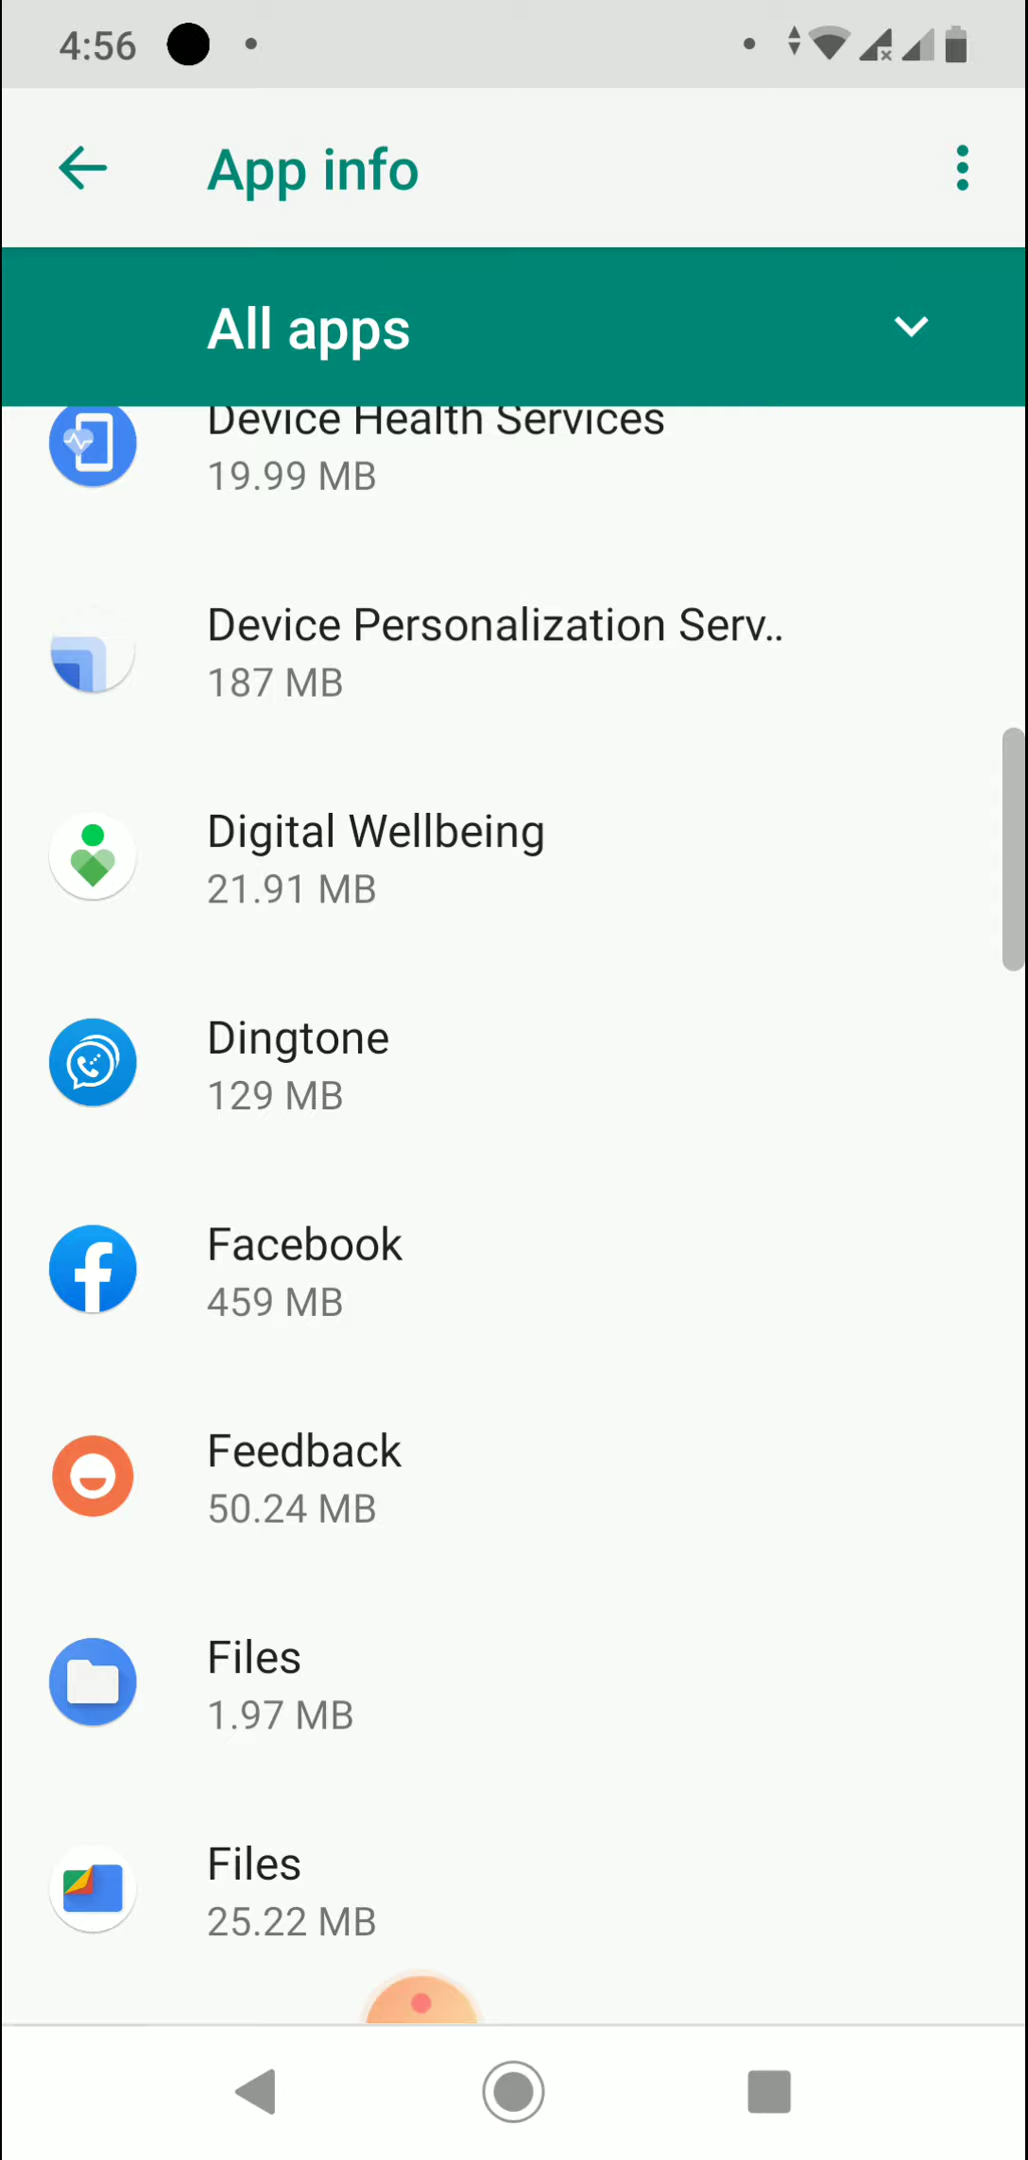 4:56
App info
All apps
Device Health Services
19.99 MB
Device Personalization Serv..
187 MB
Digital Wellbeing
21.91 MB
Dingtone
129 MB
Facebook
459 MB
Feedback
50.24 MB
Files
1.97 MB
Files
25.22 MB